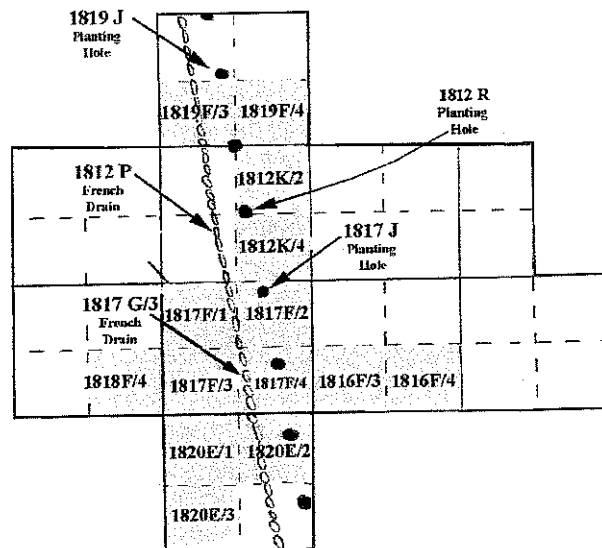 1819 J
Planting
Hole
1819F/3 1819F/4
1812 R
Planting
Hole
1812 P
French
Drain
1812K/2
1812K/4
1817 J
Planting
Hole
1817 G/3
French
Drain
1817F/1 1817F/2
1818F/4 1817F/3 1817F/4 1816F/3 1816F/4
1820E/1 1820E/2
1820E/3